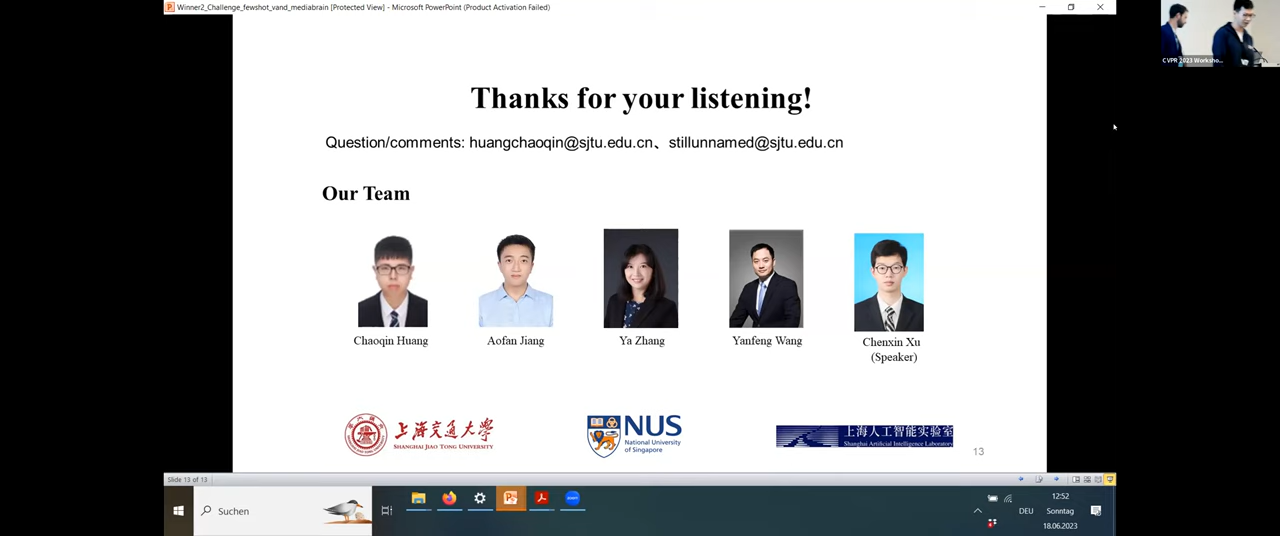 Winner2_Challenge_fewshot_vand_mediabrain [Protected View] - Microsoft PowerPoint (Product Activation Failed)
CVPR 2023 Worksho...
Thanks for your listening!
Question/comments: huangchaoqin@sjtu.edu.cn、stillunnamed@sjtu.edu.cn
Our Team
Chaoqin Huang
Aofan Jiang
Ya Zhang
Yanfeng Wang
Chenxin Xu
(Speaker)
上海交通大学
SHANGHAI JIAO TONG UNIVERSITY
NUS
National University
of Singapore
上海人工智能实验室
Shanghai Artificial Intelligence Laboratory
13
Slide 13 of 13
Suchen
DEU
12:52
Sonntag
18.06.2023